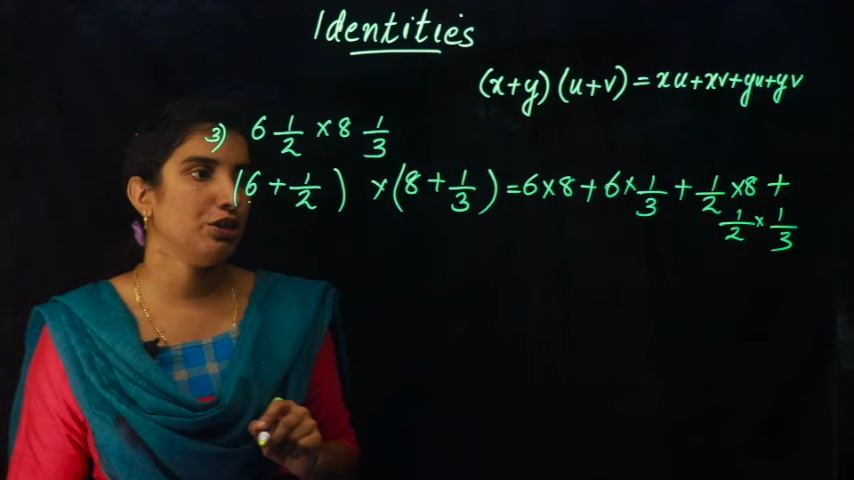 Identities
(x+y)(u+v) = xu+xv+yu+yv
3) 6 1/2 × 8 1/3
(6 + 1/2) × (8 + 1/3) = 6×8 + 6×1/3 + 1/2×8 +
1/2 × 1/3